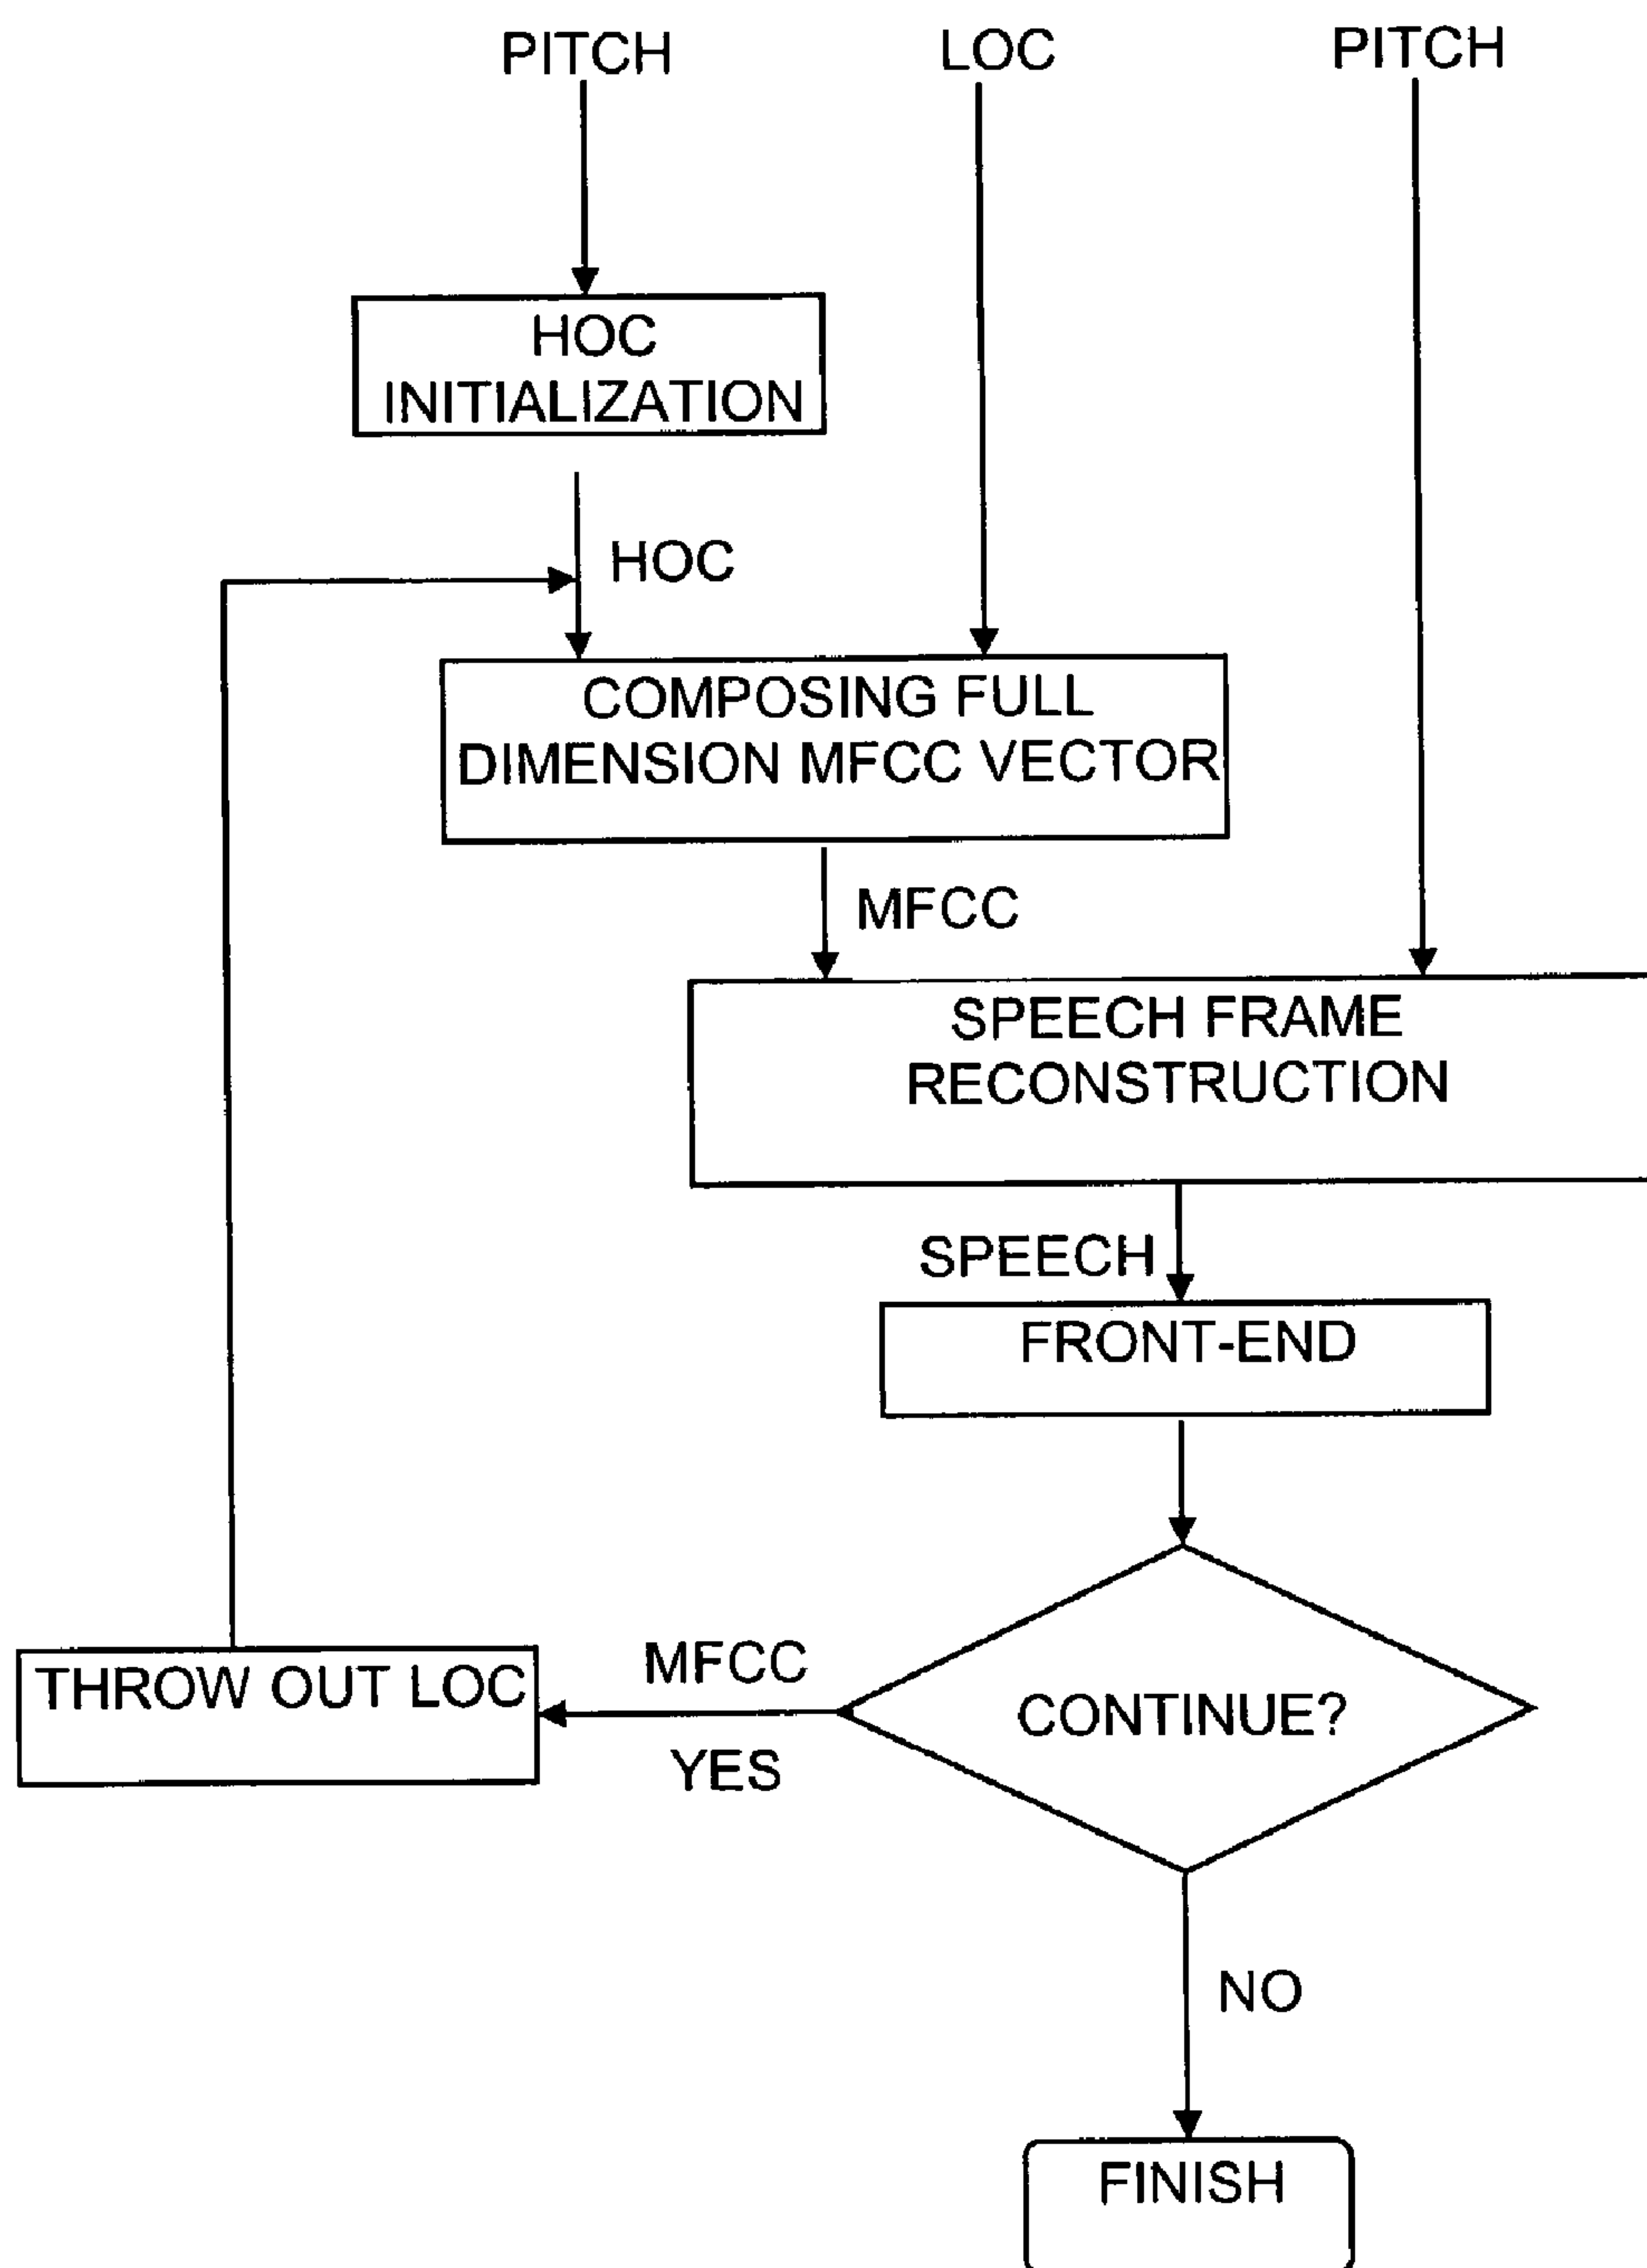 PITCH
LOC
PITCH
HOC
INITIALIZATION
HOC
COMPOSING FULL
DIMENSION MFCC VECTOR
MFCC
SPEECH FRAME
RECONSTRUCTION
SPEECH
FRONT-END
MFCC
THROW OUT LOC
CONTINUE?
YES
NO
FINISH